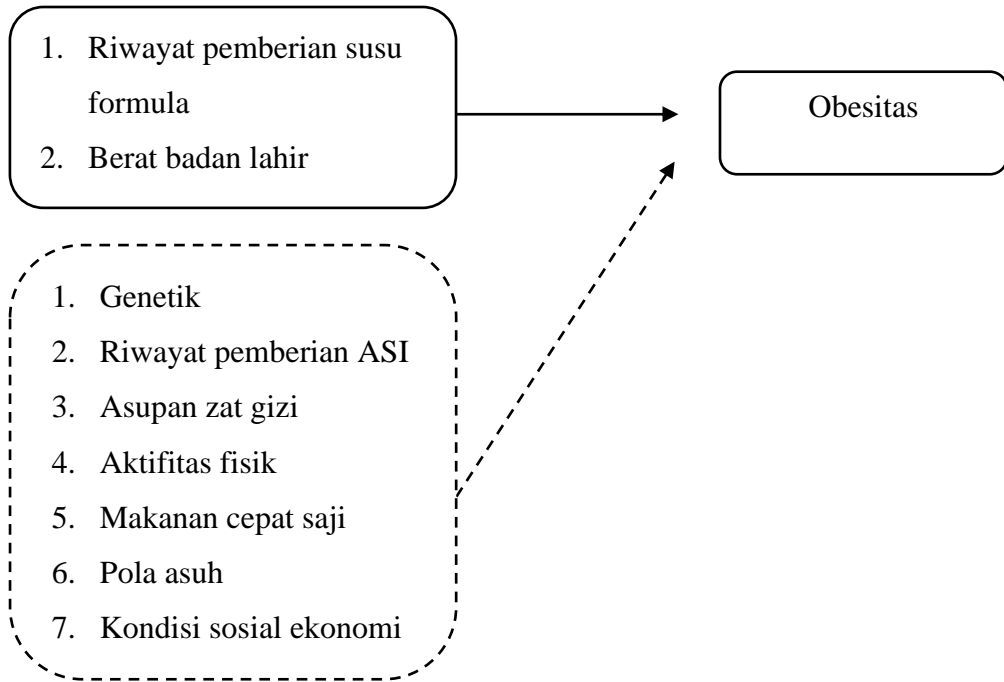 1. Riwayat pemberian susu
formula
2. Berat badan lahir
Obesitas
1. Genetik
2. Riwayat pemberian ASI
3. Asupan zat gizi
4. Aktifitas fisik
5. Makanan cepat saji
6. Pola asuh
7. Kondisi sosial ekonomi